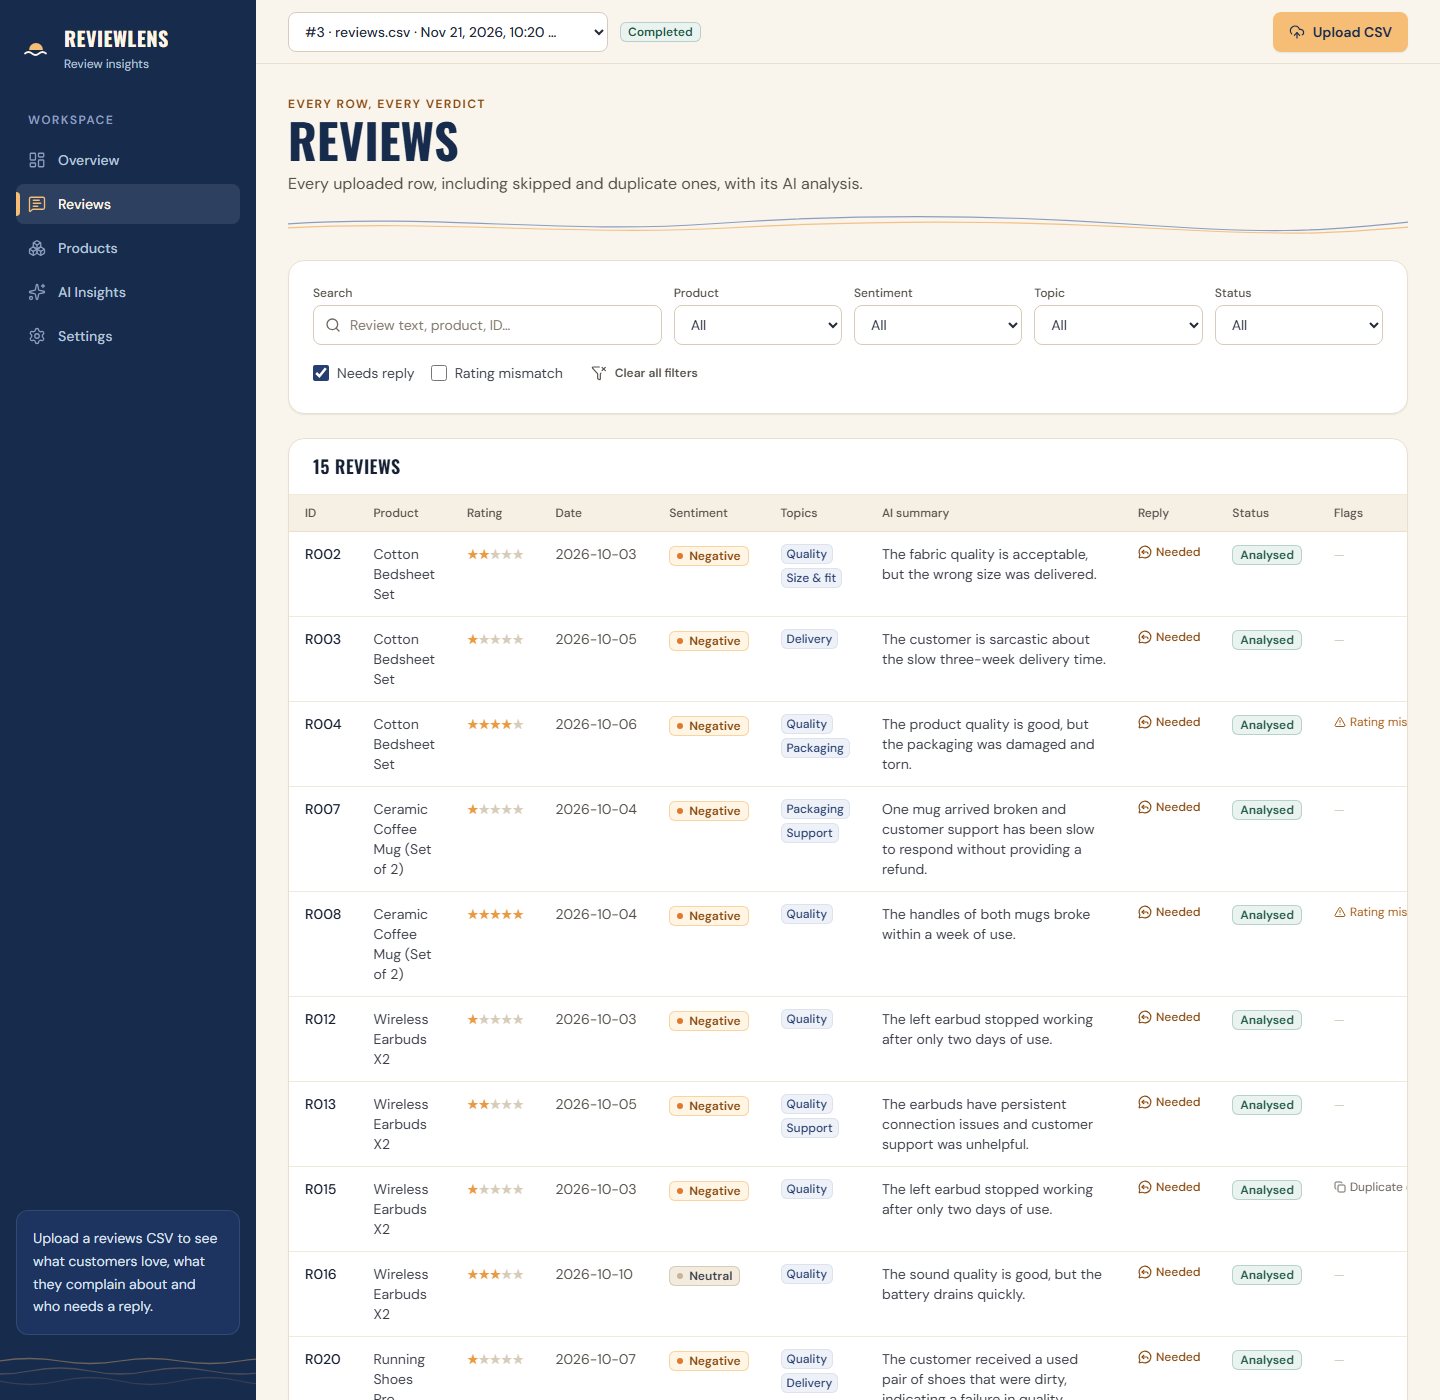 REVIEWLENS
Review insights
WORKSPACE
Overview
Reviews
Products
AI Insights
Settings
Upload a reviews CSV to see
what customers love, what
they complain about and
who needs a reply.
#3 · reviews.csv · Nov 21, 2026, 10:20 ...
Completed
Upload CSV
EVERY ROW, EVERY VERDICT
REVIEWS
Every uploaded row, including skipped and duplicate ones, with its AI analysis.
Search
Product
Sentiment
Topic
Status
Review text, product, ID...
All
All
All
All
Needs reply
Rating mismatch
Clear all filters
15 REVIEWS
ID Product Rating Date Sentiment Topics AI summary Reply Status Flags
R002 Cotton 2026-10-03 Negative Quality The fabric quality is acceptable, Needed Analysed —
Bedsheet Size & fit but the wrong size was delivered.
Set
R003 Cotton 2026-10-05 Negative Delivery The customer is sarcastic about Needed Analysed —
Bedsheet the slow three-week delivery time.
Set
R004 Cotton 2026-10-06 Negative Quality The product quality is good, but Needed Analysed Rating mis
Bedsheet Packaging the packaging was damaged and
Set torn.
R007 Ceramic 2026-10-04 Negative Packaging One mug arrived broken and Needed Analysed —
Coffee Support customer support has been slow
Mug (Set to respond without providing a
of 2) refund.
R008 Ceramic 2026-10-04 Negative Quality The handles of both mugs broke Needed Analysed Rating mis
Coffee within a week of use.
Mug (Set
of 2)
R012 Wireless 2026-10-03 Negative Quality The left earbud stopped working Needed Analysed —
Earbuds after only two days of use.
X2
R013 Wireless 2026-10-05 Negative Quality The earbuds have persistent Needed Analysed —
Earbuds Support connection issues and customer
X2 support was unhelpful.
R015 Wireless 2026-10-03 Negative Quality The left earbud stopped working Needed Analysed Duplicate
Earbuds after only two days of use.
X2
R016 Wireless 2026-10-10 Neutral Quality The sound quality is good, but the Needed Analysed —
Earbuds battery drains quickly.
X2
R020 Running 2026-10-07 Negative Quality The customer received a used Needed Analysed —
Shoes Delivery pair of shoes that were dirty,
Pro indicating a failure in quality